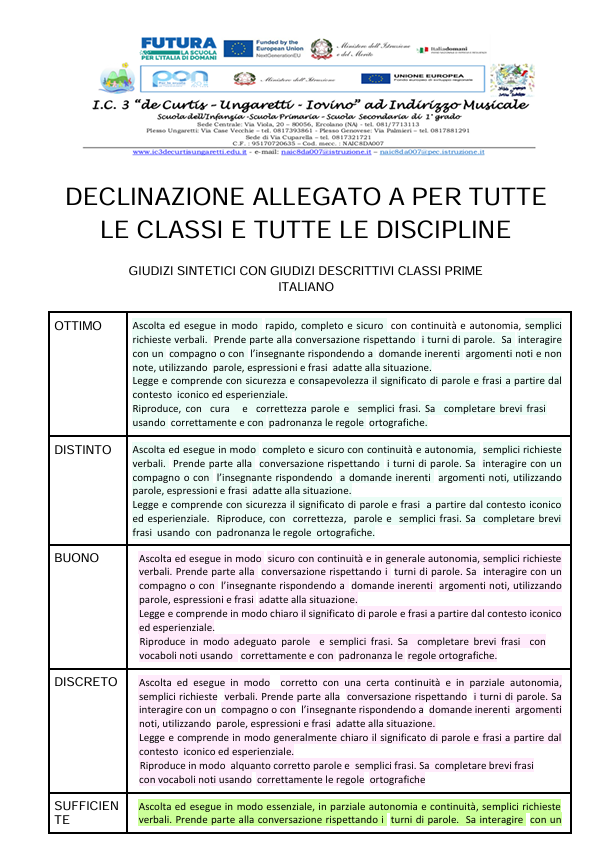 FUTURA
LA SCUOLA
PER L'ITALIA DI DOMANI
Funded by the
European Union
NextGenerationEU
Ministero dell'Istruzione
e del Merito
Italiadomani
pon
Ministero dell'Istruzione
UNIONE EUROPEA
I.C. 3 “de Curtis – Ungaretti - Iovino” ad Indirizzo Musicale
Scuola dell'Infanzia -Scuola Primaria – Scuola Secondaria di 1° grado
Sede Centrale: Via Viola, 20 – 80056, Ercolano (NA) - tel. 081/7713113
Plesso Ungaretti: Via Case Vecchie – tel. 0817393861 - Plesso Genovese: Via Palmieri – tel. 0817881291
Sede di Via Cuparella – tel. 0817321721
C.F. : 95170720635 – Cod. mecc. : NAIC8DA007
www.ic3decurtisungaretti.edu.it - e-mail: naic8da007@istruzione.it – naic8da007@pec.istruzione.it
DECLINAZIONE ALLEGATO A PER TUTTE
LE CLASSI E TUTTE LE DISCIPLINE
GIUDIZI SINTETICI CON GIUDIZI DESCRITTIVI CLASSI PRIME
ITALIANO
OTTIMO
Ascolta ed esegue in modo rapido, completo e sicuro con continuità e autonomia, semplici
richieste verbali. Prende parte alla conversazione rispettando i turni di parole. Sa interagire
con un compagno o con l'insegnante rispondendo a domande inerenti argomenti noti e non
note, utilizzando parole, espressioni e frasi adatte alla situazione.
Legge e comprende con sicurezza e consapevolezza il significato di parole e frasi a partire dal
contesto iconico ed esperienziale.
Riproduce, con cura e correttezza parole e semplici frasi. Sa completare brevi frasi
usando correttamente e con padronanza le regole ortografiche.
DISTINTO
Ascolta ed esegue in modo completo e sicuro con continuità e autonomia, semplici richieste
verbali. Prende parte alla conversazione rispettando i turni di parole. Sa interagire con un
compagno o con l'insegnante rispondendo a domande inerenti argomenti noti, utilizzando
parole, espressioni e frasi adatte alla situazione.
Legge e comprende con sicurezza il significato di parole e frasi a partire dal contesto iconico
ed esperienziale. Riproduce, con correttezza, parole e semplici frasi. Sa completare brevi
frasi usando con padronanza le regole ortografiche.
BUONO
Ascolta ed esegue in modo sicuro con continuità e in generale autonomia, semplici richieste
verbali. Prende parte alla conversazione rispettando i turni di parole. Sa interagire con un
compagno o con l'insegnante rispondendo a domande inerenti argomenti noti, utilizzando
parole, espressioni e frasi adatte alla situazione.
Legge e comprende in modo chiaro il significato di parole e frasi a partire dal contesto iconico
ed esperienziale.
Riproduce in modo adeguato parole e semplici frasi. Sa completare brevi frasi con
vocaboli noti usando correttamente e con padronanza le regole ortografiche.
DISCRETO
Ascolta ed esegue in modo corretto con una certa continuità e in parziale autonomia,
semplici richieste verbali. Prende parte alla conversazione rispettando i turni di parola. Sa
interagire con un compagno o con l'insegnante rispondendo a domande inerenti argomenti
noti, utilizzando parole, espressioni e frasi adatte alla situazione.
Legge e comprende in modo generalmente chiaro il significato di parole e frasi a partire dal
contesto iconico ed esperienziale.
Riproduce in modo alquanto corretto parole e semplici frasi. Sa completare brevi frasi
con vocaboli noti usando correttamente le regole ortografiche
SUFFICIEN
TE
Ascolta ed esegue in modo essenziale, in parziale autonomia e continuità, semplici richieste
verbali. Prende parte alla conversazione rispettando i turni di parole. Sa interagire con un